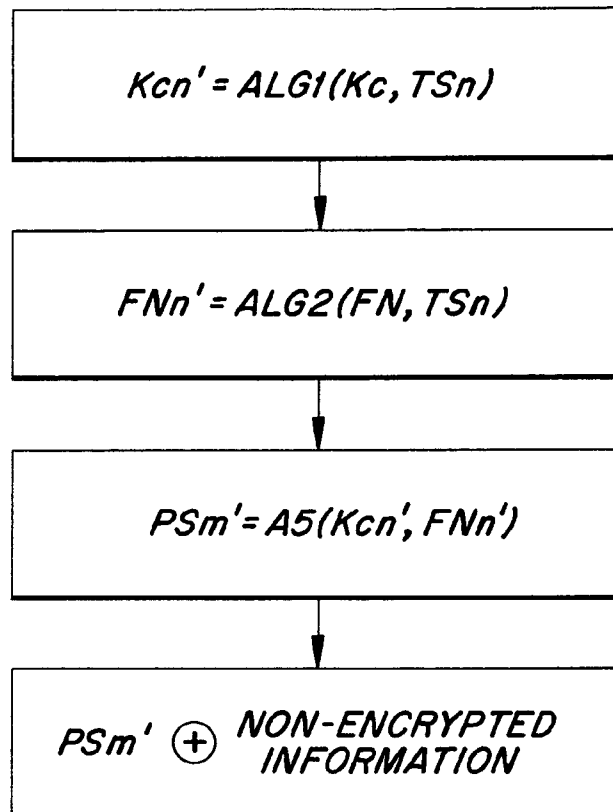 Kcn' = ALG1(Kc, TSn)
FNn' = ALG2(FN, TSn)
PSm' = A5(Kcn', FNn')
PSm' ⊕ NON-ENCRYPTED
INFORMATION